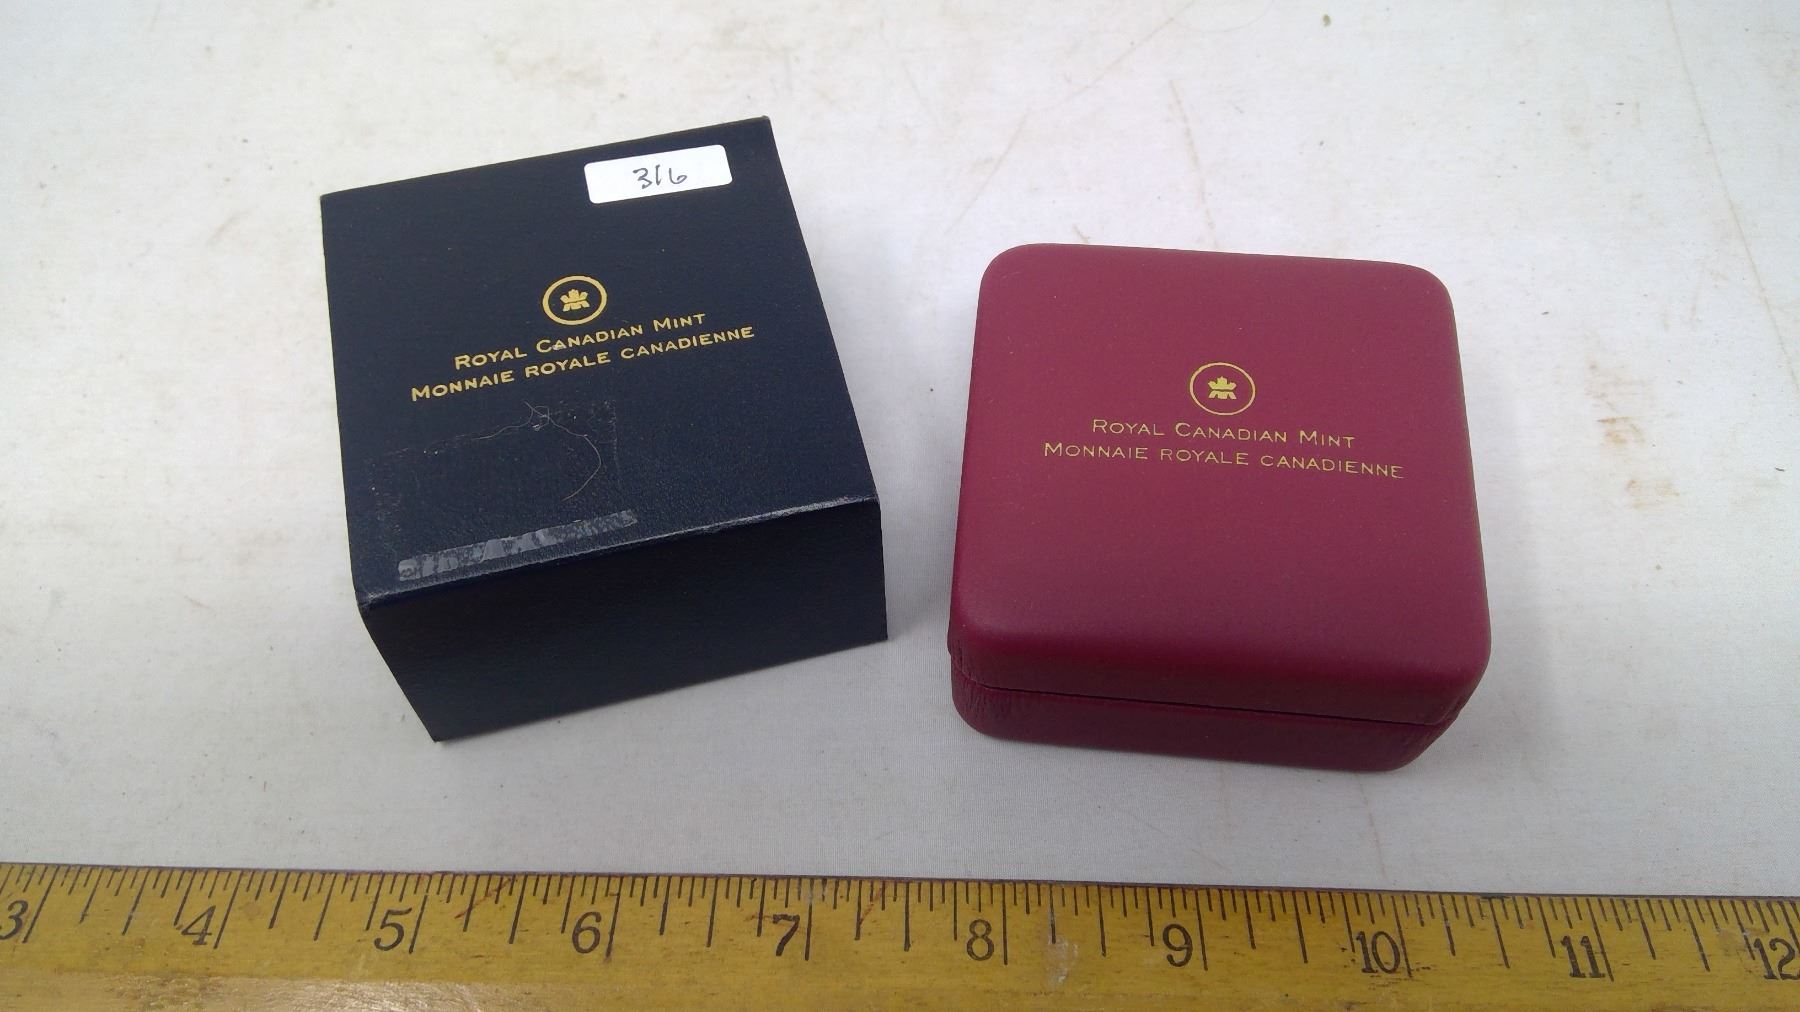 316
ROYAL CANADIAN MINT
MONNAIE ROYALE CANADIENNE
ROYAL CANADIAN MINT
MONNAIE ROYALE CANADIENNE
3 4 5 6 7 8 9 10 11 12